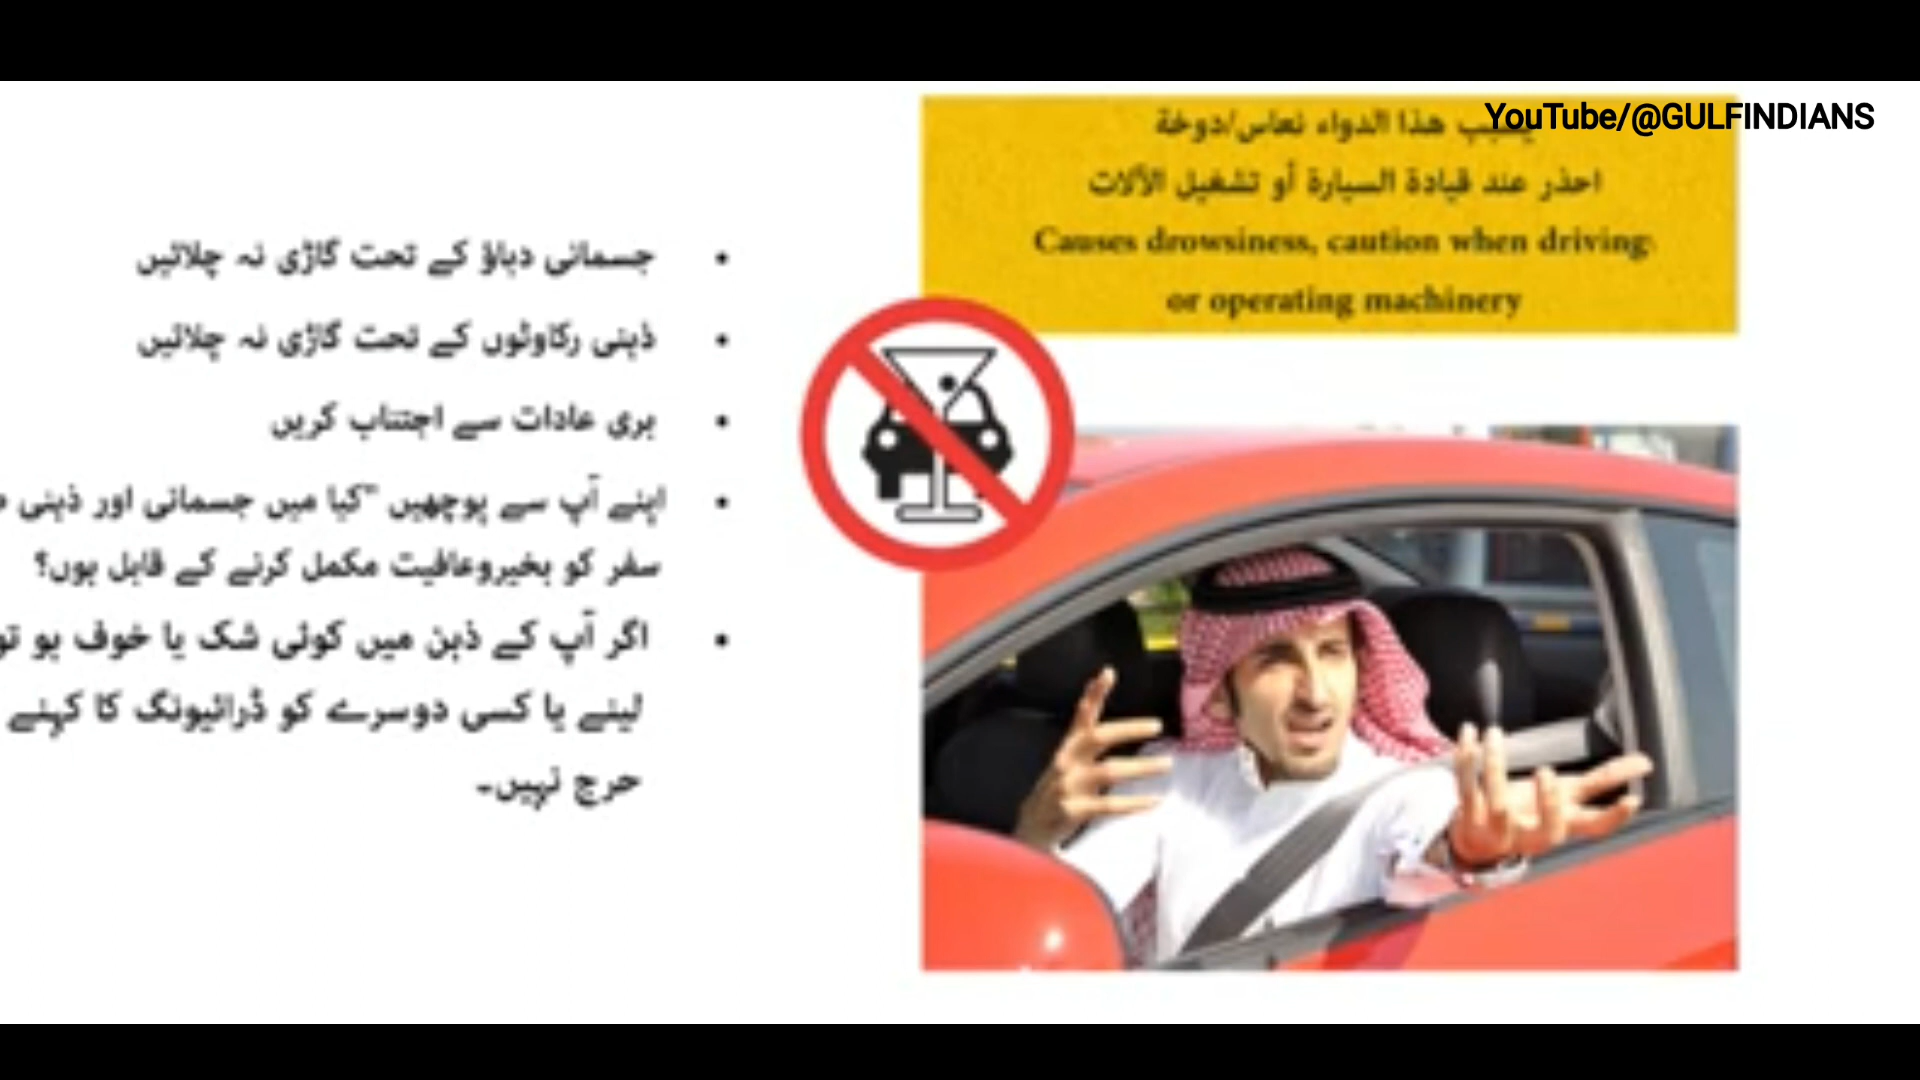 YouTube/@GULFINDIANS
هذا الدواء نعاس/دوخة
احذر عند قيادة السيارة أو تشغيل الآلات
Causes drowsiness, caution when driving
or operating machinery
جسمانی دباؤ کے تحت گاڑی نہ چلائیں
ذہنی رکاوٹوں کے تحت گاڑی نہ چلائیں
بری عادات سے اجتناب کریں
اپنے آپ سے پوچھیں "کیا میں جسمانی اور ذہنی
سفر کو بخیروعافیت مکمل کرنے کے قابل ہوں؟
اگر آپ کے ذہن میں کوئی شک یا خوف ہو تو
لینے یا کسی دوسرے کو ڈرائیونگ کا کہنے
حرج نہیں۔